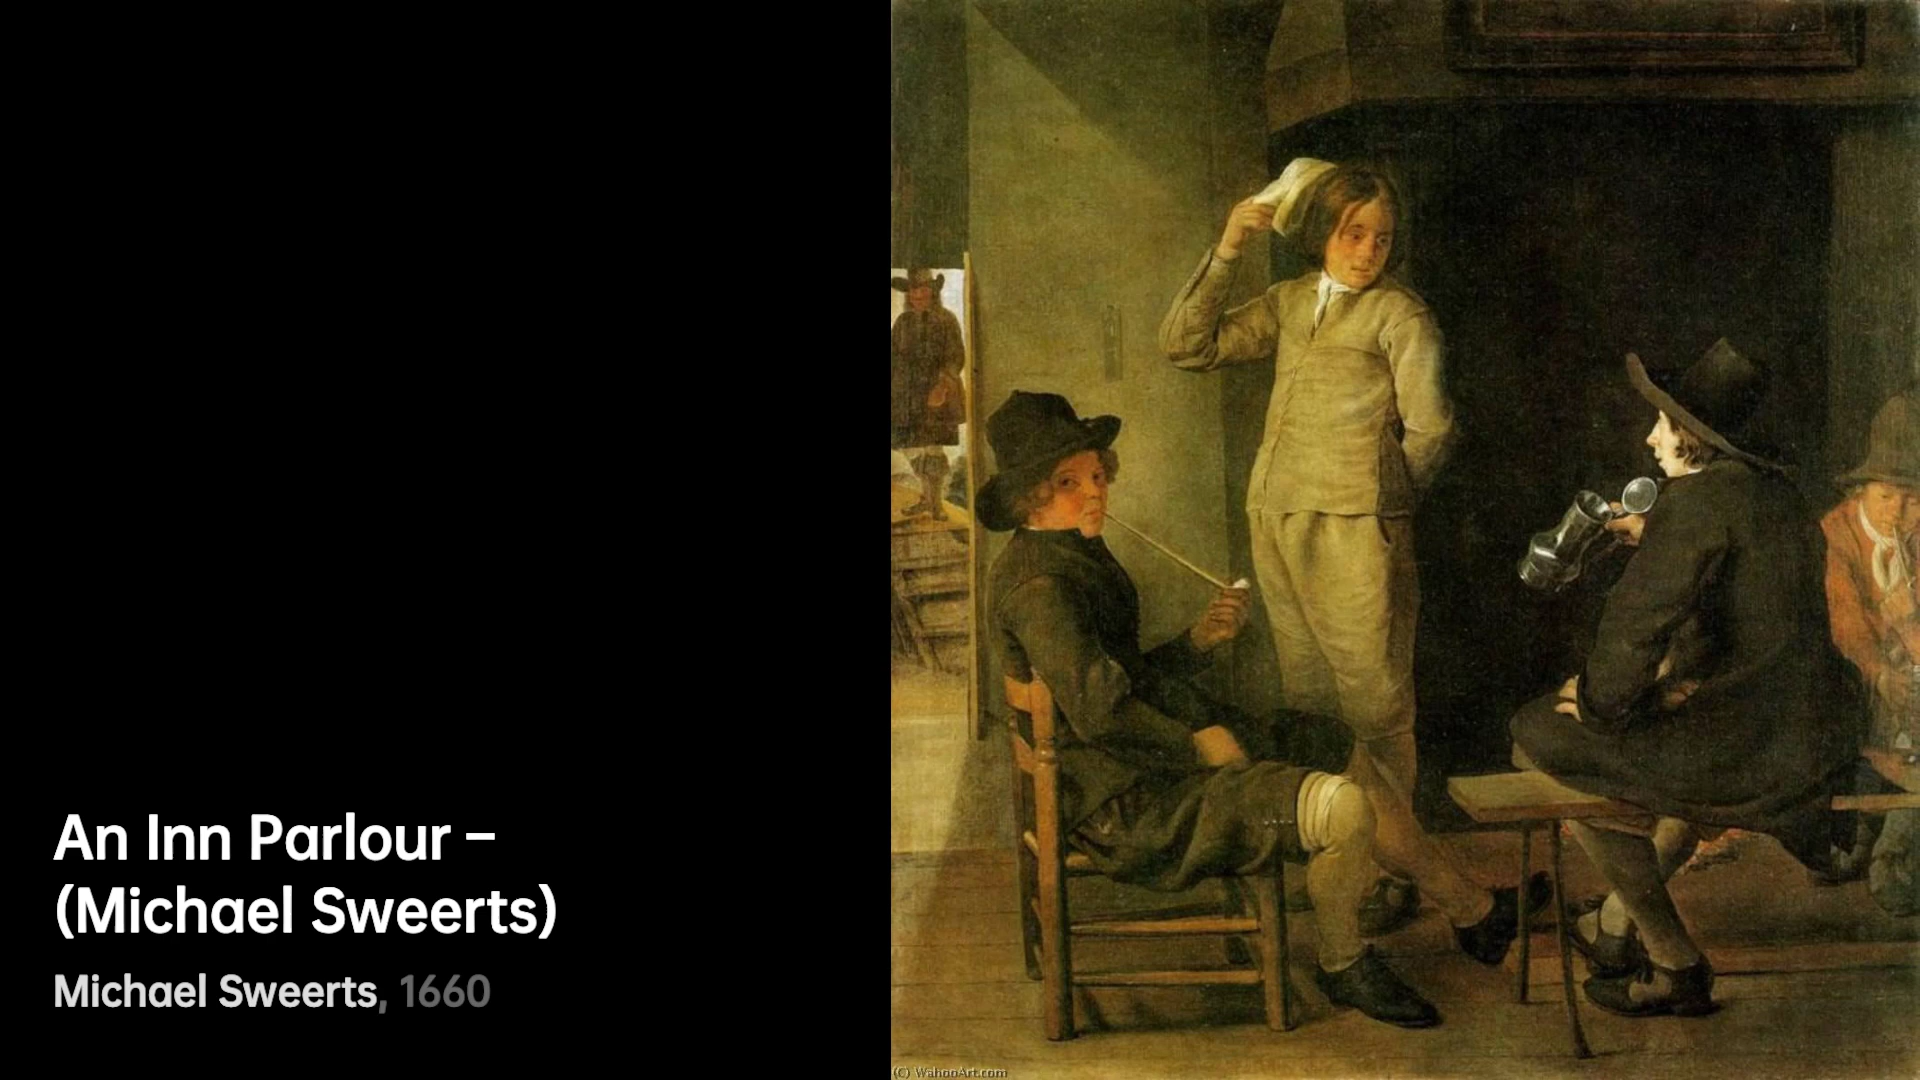 An Inn Parlour –
(Michael Sweerts)
Michael Sweerts, 1660
(C) WahooArt.com